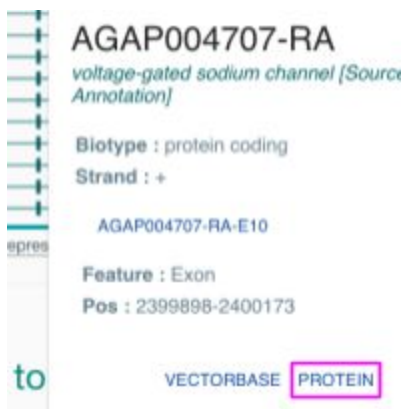 AGAP004707-RA
voltage-gated sodium channel [Source
Annotation]
Biotype : protein coding
Strand : +
AGAP004707-RA-E10
epres
Feature : Exon
Pos : 2399898-2400173
to
VECTORBASE PROTEIN